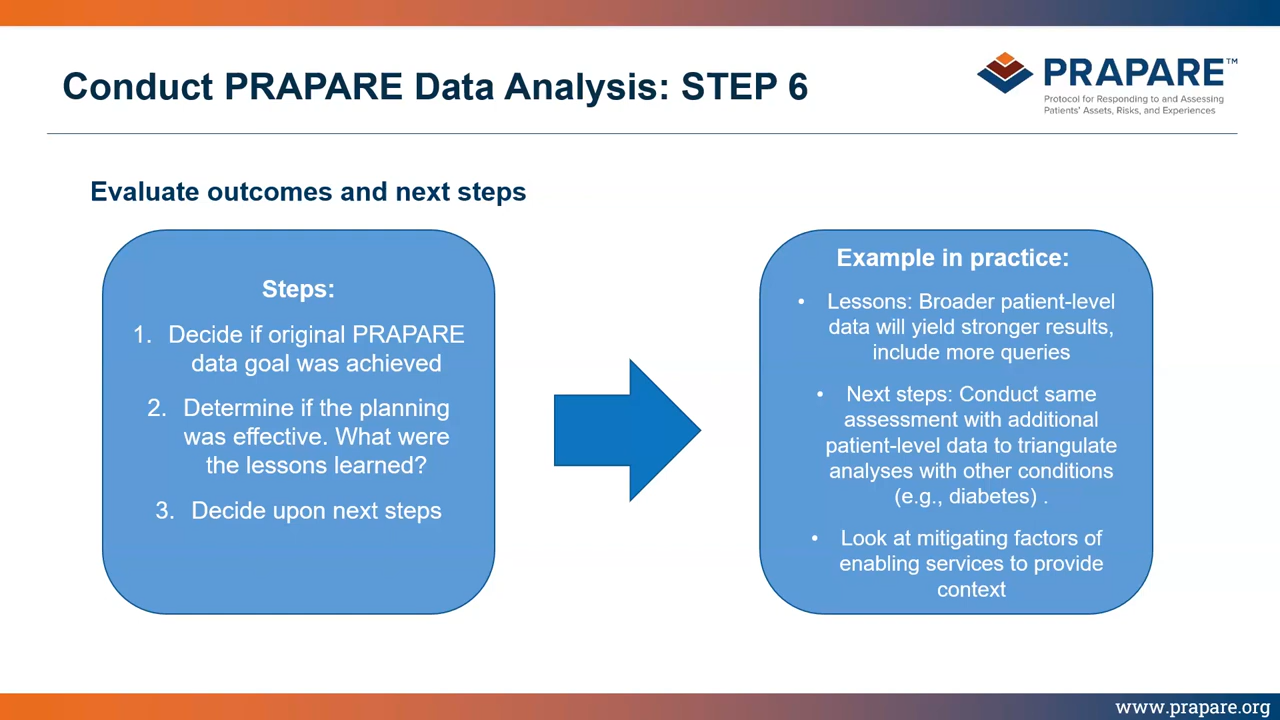 Conduct PRAPARE Data Analysis: STEP 6
PRAPARE™
Protocol for Responding to and Assessing
Patients' Assets, Risks, and Experiences
Evaluate outcomes and next steps
Steps:
1. Decide if original PRAPARE
data goal was achieved
2. Determine if the planning
was effective. What were
the lessons learned?
3. Decide upon next steps
Example in practice:
• Lessons: Broader patient-level
data will yield stronger results,
include more queries
• Next steps: Conduct same
assessment with additional
patient-level data to triangulate
analyses with other conditions
(e.g., diabetes) .
• Look at mitigating factors of
enabling services to provide
context
www.prapare.org